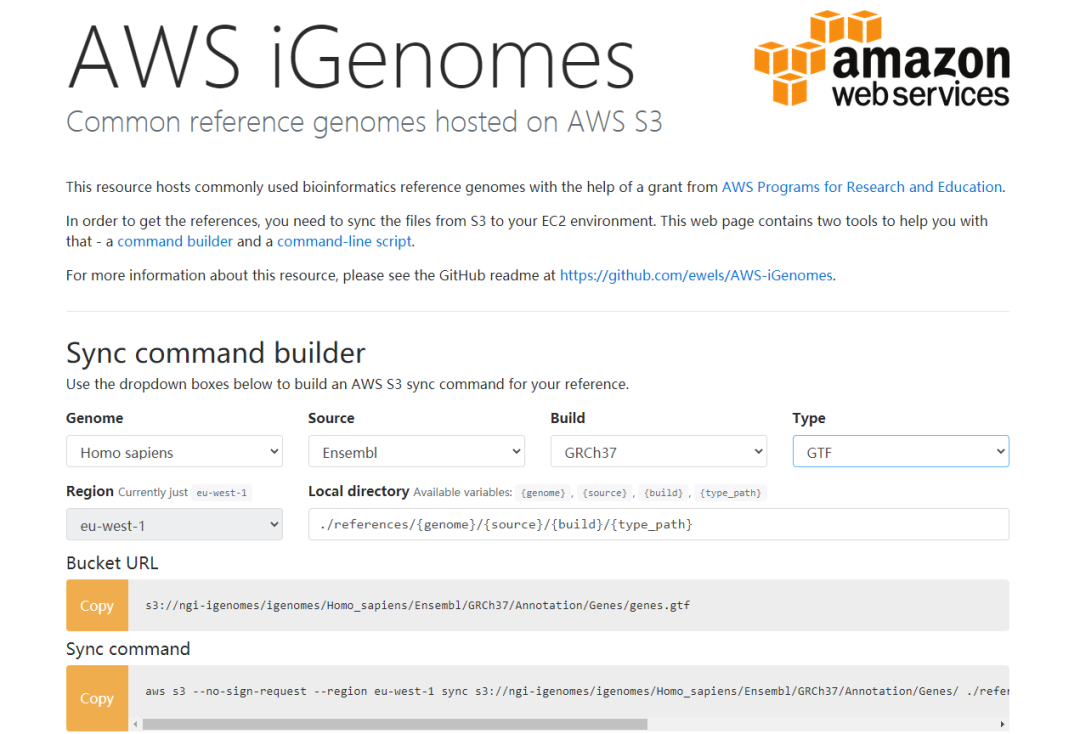 AWS iGenomes
amazon
web services
Common reference genomes hosted on AWS S3
This resource hosts commonly used bioinformatics reference genomes with the help of a grant from AWS Programs for Research and Education.
In order to get the references, you need to sync the files from S3 to your EC2 environment. This web page contains two tools to help you with
that - a command builder and a command-line script.
For more information about this resource, please see the GitHub readme at https://github.com/ewels/AWS-iGenomes.
Sync command builder
Use the dropdown boxes below to build an AWS S3 sync command for your reference.
Genome Source Build Type
Homo sapiens Ensembl GRCh37 GTF
Region Currently just eu-west-1 Local directory Available variables: {genome} , {source} , {build} , {type_path}
eu-west-1 ./references/{genome}/{source}/{build}/{type_path}
Bucket URL
Copy s3://ngi-igenomes/igenomes/Homo_sapiens/Ensembl/GRCh37/Annotation/Genes/genes.gtf
Sync command
Copy aws s3 --no-sign-request --region eu-west-1 sync s3://ngi-igenomes/igenomes/Homo_sapiens/Ensembl/GRCh37/Annotation/Genes/ ./refer